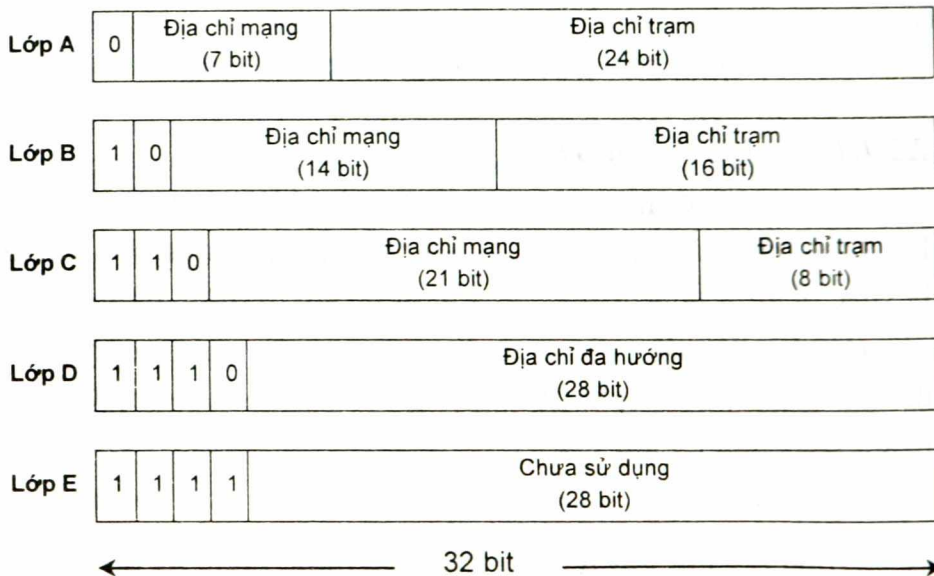 Lớp A 0 Địa chỉ mạng Địa chỉ trạm
(7 bit) (24 bit)
Lớp B 1 0 Địa chỉ mạng Địa chỉ trạm
(14 bit) (16 bit)
Lớp C 1 1 0 Địa chỉ mạng Địa chỉ trạm
(21 bit) (8 bit)
Lớp D 1 1 1 0 Địa chỉ đa hướng
(28 bit)
Lớp E 1 1 1 1 Chưa sử dụng
(28 bit)
32 bit